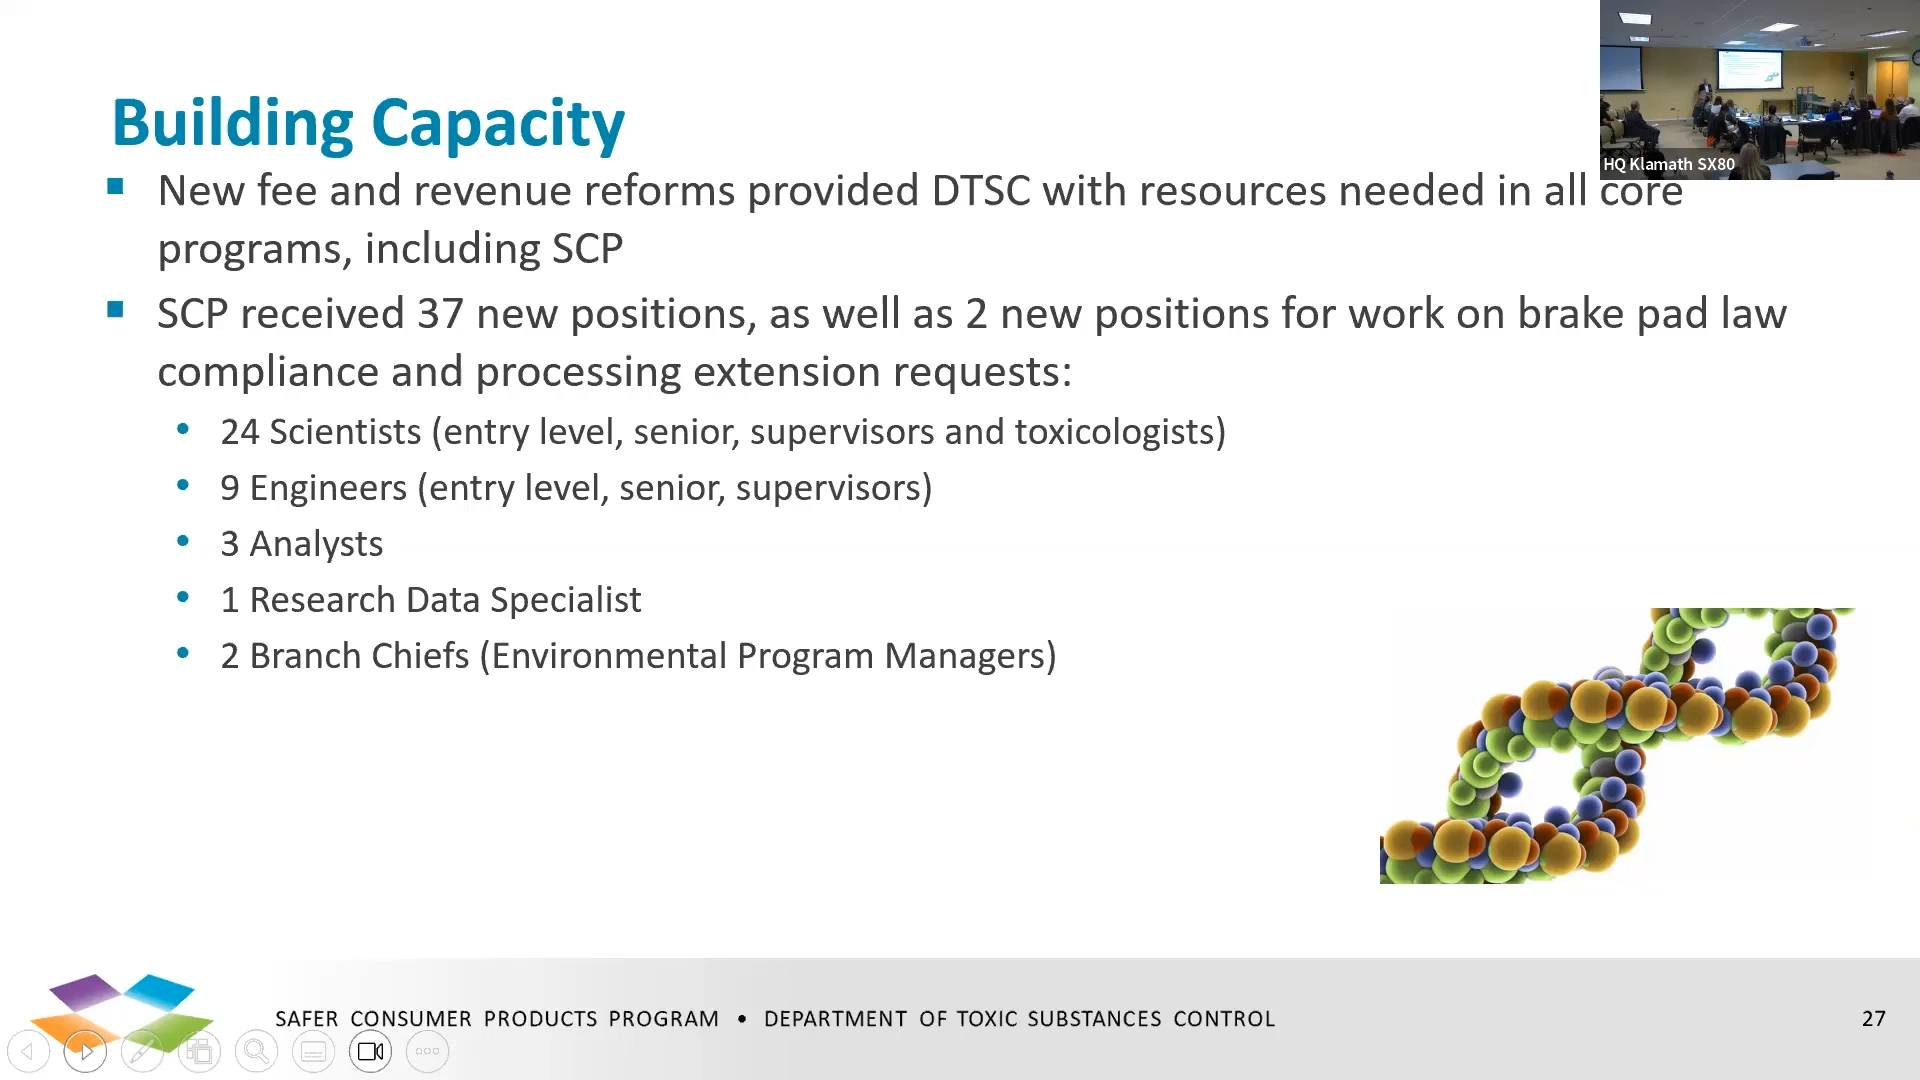 Building Capacity
HQ Klamath SX80
New fee and revenue reforms provided DTSC with resources needed in all core
programs, including SCP
SCP received 37 new positions, as well as 2 new positions for work on brake pad law
compliance and processing extension requests:
24 Scientists (entry level, senior, supervisors and toxicologists)
9 Engineers (entry level, senior, supervisors)
3 Analysts
1 Research Data Specialist
2 Branch Chiefs (Environmental Program Managers)
SAFER CONSUMER PRODUCTS PROGRAM • DEPARTMENT OF TOXIC SUBSTANCES CONTROL
27